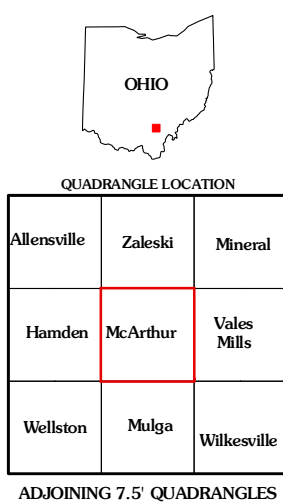 OHIO
QUADRANGLE LOCATION
Allensville Zaleski Mineral
Hamden McArthur Vales
Mills
Wellston Mulga Wilkesville
ADJOINING 7.5' QUADRANGLES